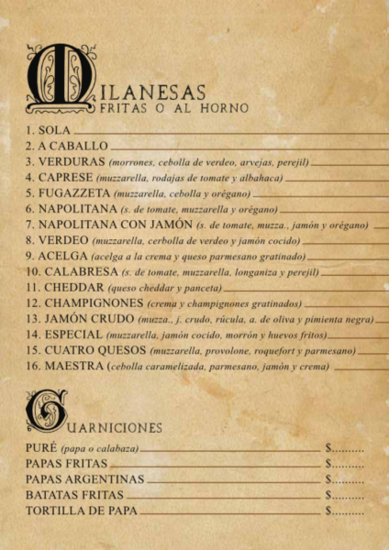 MILANESAS
FRITAS O AL HORNO
1. SOLA
2. A CABALLO
3. VERDURAS (morrones, cebolla de verdeo, arvejas, perejil)
4. CAPRESE (muzzarella, rodajas de tomate y albahaca)
5. FUGAZZETA (muzzarella, cebolla y orégano)
6. NAPOLITANA (s. de tomate, muzzarella y orégano)
7. NAPOLITANA CON JAMÓN (s. de tomate, muzza., jamón y orégano)
8. VERDEO (muzzarella, cerbolla de verdeo y jamón cocido)
9. ACELGA (acelga a la crema y queso parmesano gratinado)
10. CALABRESA (s. de tomate, muzzarella, longaniza y perejil)
11. CHEDDAR (queso cheddar y panceta)
12. CHAMPIGNONES (crema y champignones gratinados)
13. JAMÓN CRUDO (muzza., j. crudo, rúcula, a. de oliva y pimienta negra)
14. ESPECIAL (muzzarella, jamón cocido, morrón y huevos fritos)
15. CUATRO QUESOS (muzzarella, provolone, roquefort y parmesano)
16. MAESTRA (cebolla caramelizada, parmesano, jamón y crema)
GUARNICIONES
PURÉ (papa o calabaza) $..........
PAPAS FRITAS $..........
PAPAS ARGENTINAS $..........
BATATAS FRITAS $..........
TORTILLA DE PAPA $..........